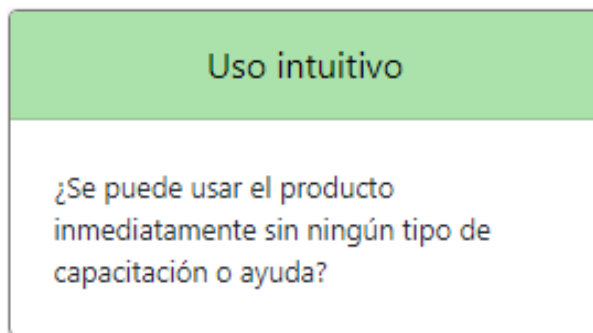 Uso intuitivo
¿Se puede usar el producto
inmediatamente sin ningún tipo de
capacitación o ayuda?